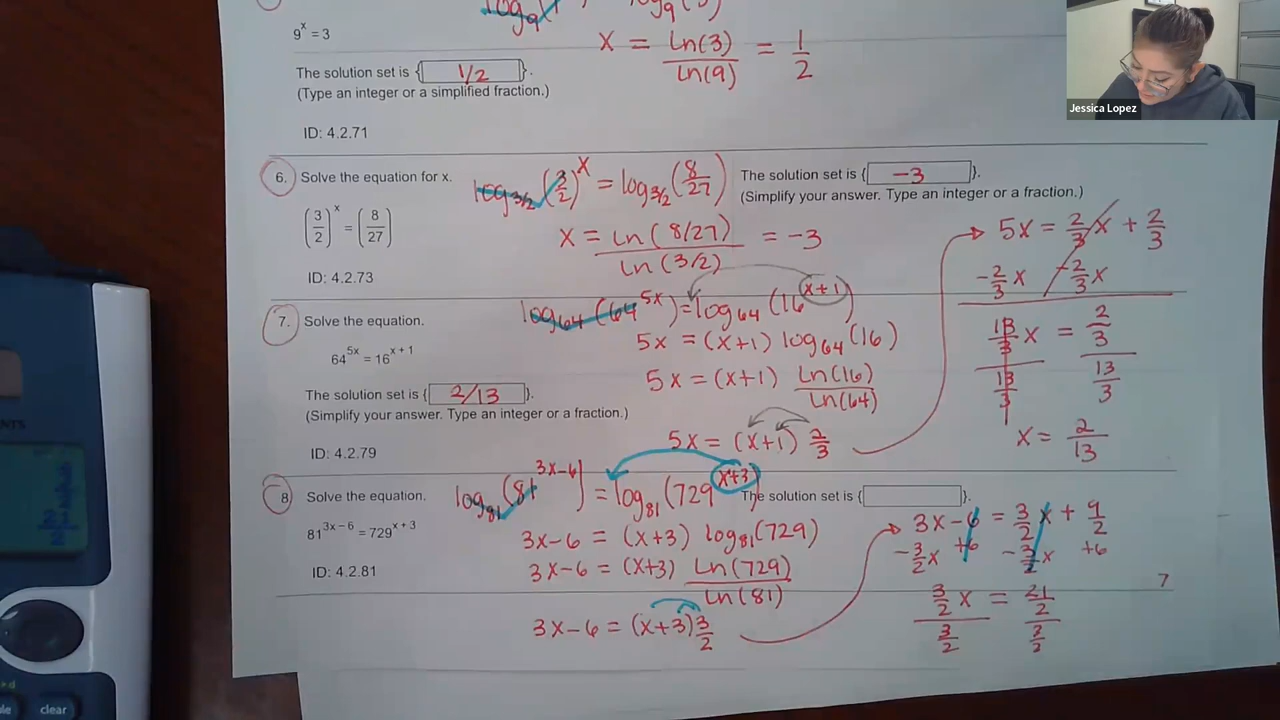 9^x = 3
x = ln(3)/ln(9) = 1/2
The solution set is { 1/2 }.
(Type an integer or a simplified fraction.)
ID: 4.2.71
Jessica Lopez
6. Solve the equation for x.
(3/2)^x = (8/27)
ID: 4.2.73
log_3/2 (3/2)^x = log_3/2 (8/27)
x = ln(8/27)/ln(3/2) = -3
The solution set is { -3 }.
(Simplify your answer. Type an integer or a fraction.)
7. Solve the equation.
64^5x = 16^x + 1
The solution set is { 2/13 }.
(Simplify your answer. Type an integer or a fraction.)
ID: 4.2.79
log_64 (64^5x) = log_64 (16^(x+1))
5x = (x+1) log_64 (16)
5x = (x+1) ln(16)/ln(64)
5x = (x+1) 2/3
5x = 2/3 x + 2/3
-2/3 x -2/3 x
13/3 x = 2/3
13/3 13/3
x = 2/13
8 Solve the equation.
81^3x - 6 = 729^x + 3
ID: 4.2.81
log_81 (81^3x-6) = log_81 (729^(x+3))
3x-6 = (x+3) log_81 (729)
3x-6 = (x+3) ln(729)/ln(81)
3x-6 = (x+3) 3/2
The solution set is { }.
3x-6 = 3/2 x + 9/2
-3/2 x +6 -3/2 x +6
3/2 x = 21/2
3/2 3/2
7
clear